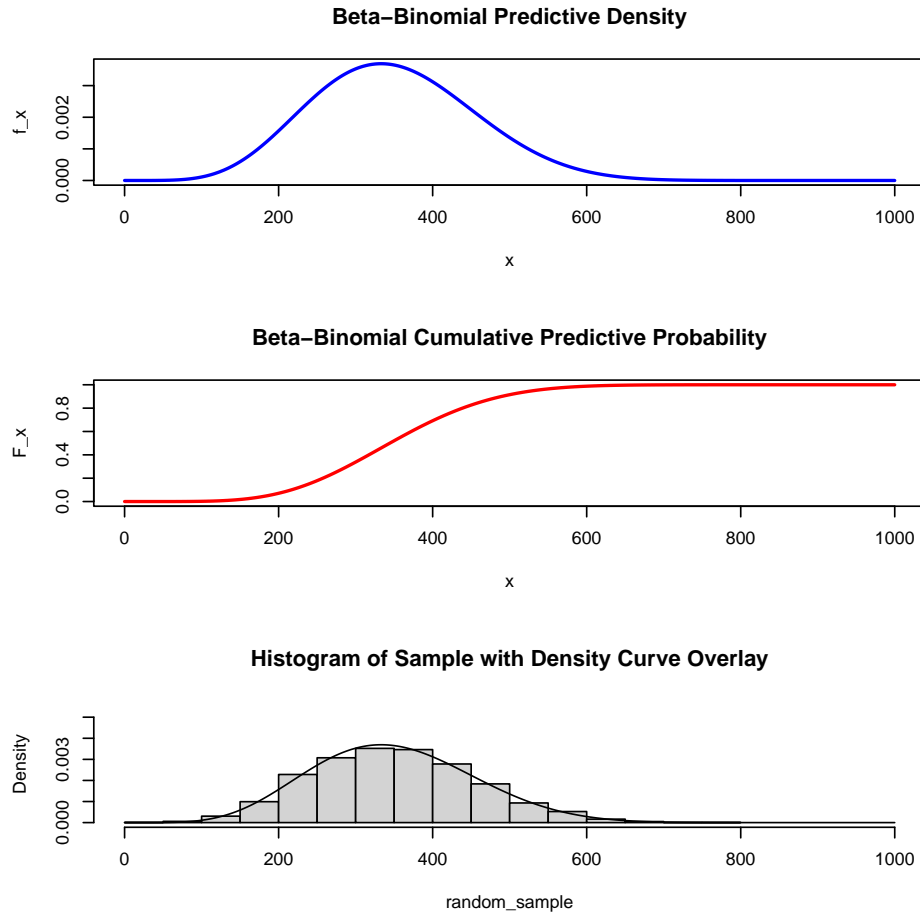 Beta−Binomial Predictive Density
f_x
0.002
0.000
0 200 400 600 800 1000
x
Beta−Binomial Cumulative Predictive Probability
F_x
0.8
0.4
0.0
0 200 400 600 800 1000
x
Histogram of Sample with Density Curve Overlay
Density
0.003
0.000
0 200 400 600 800 1000
random_sample